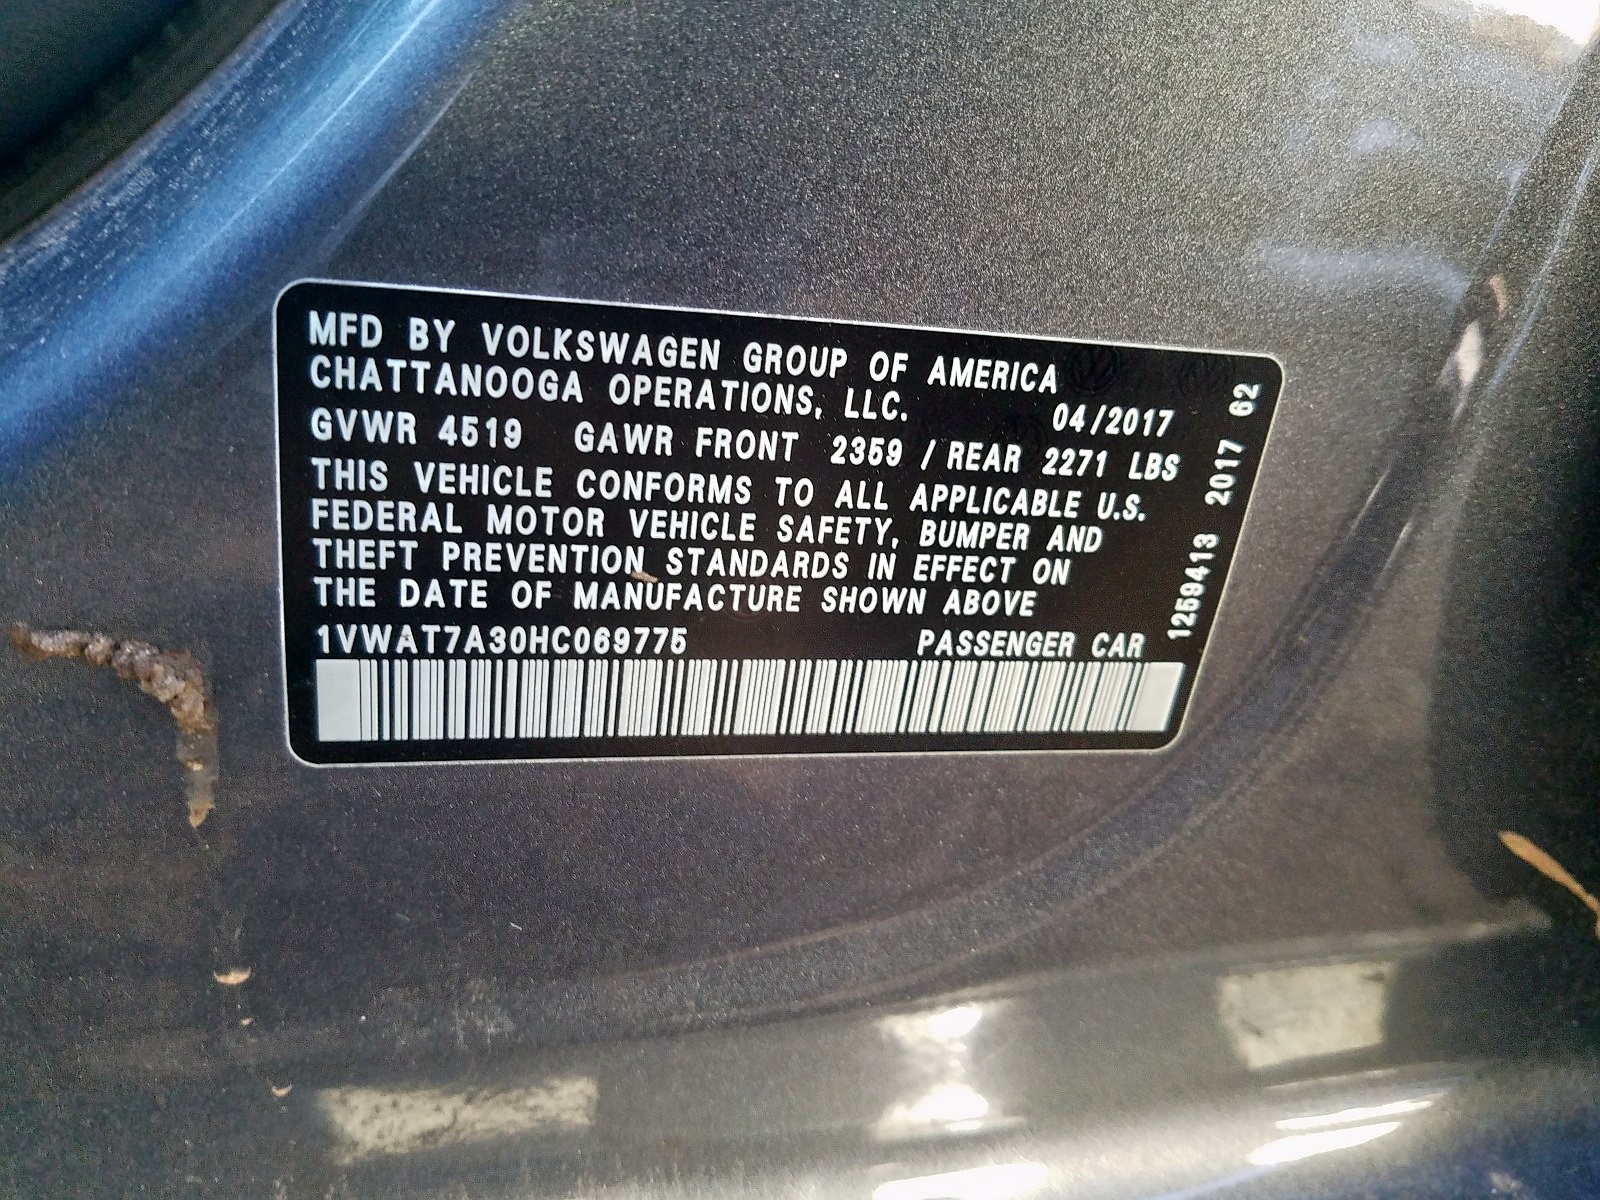 MFD BY VOLKSWAGEN GROUP OF AMERICA
CHATTANOOGA OPERATIONS, LLC.
04/2017
GVWR 4519 GAWR FRONT 2359 / REAR 2271 LBS
THIS VEHICLE CONFORMS TO ALL APPLICABLE U.S.
FEDERAL MOTOR VEHICLE SAFETY, BUMPER AND
THEFT PREVENTION STANDARDS IN EFFECT ON
THE DATE OF MANUFACTURE SHOWN ABOVE
1VWAT7A30HC069775 PASSENGER CAR
1259413 2017 62